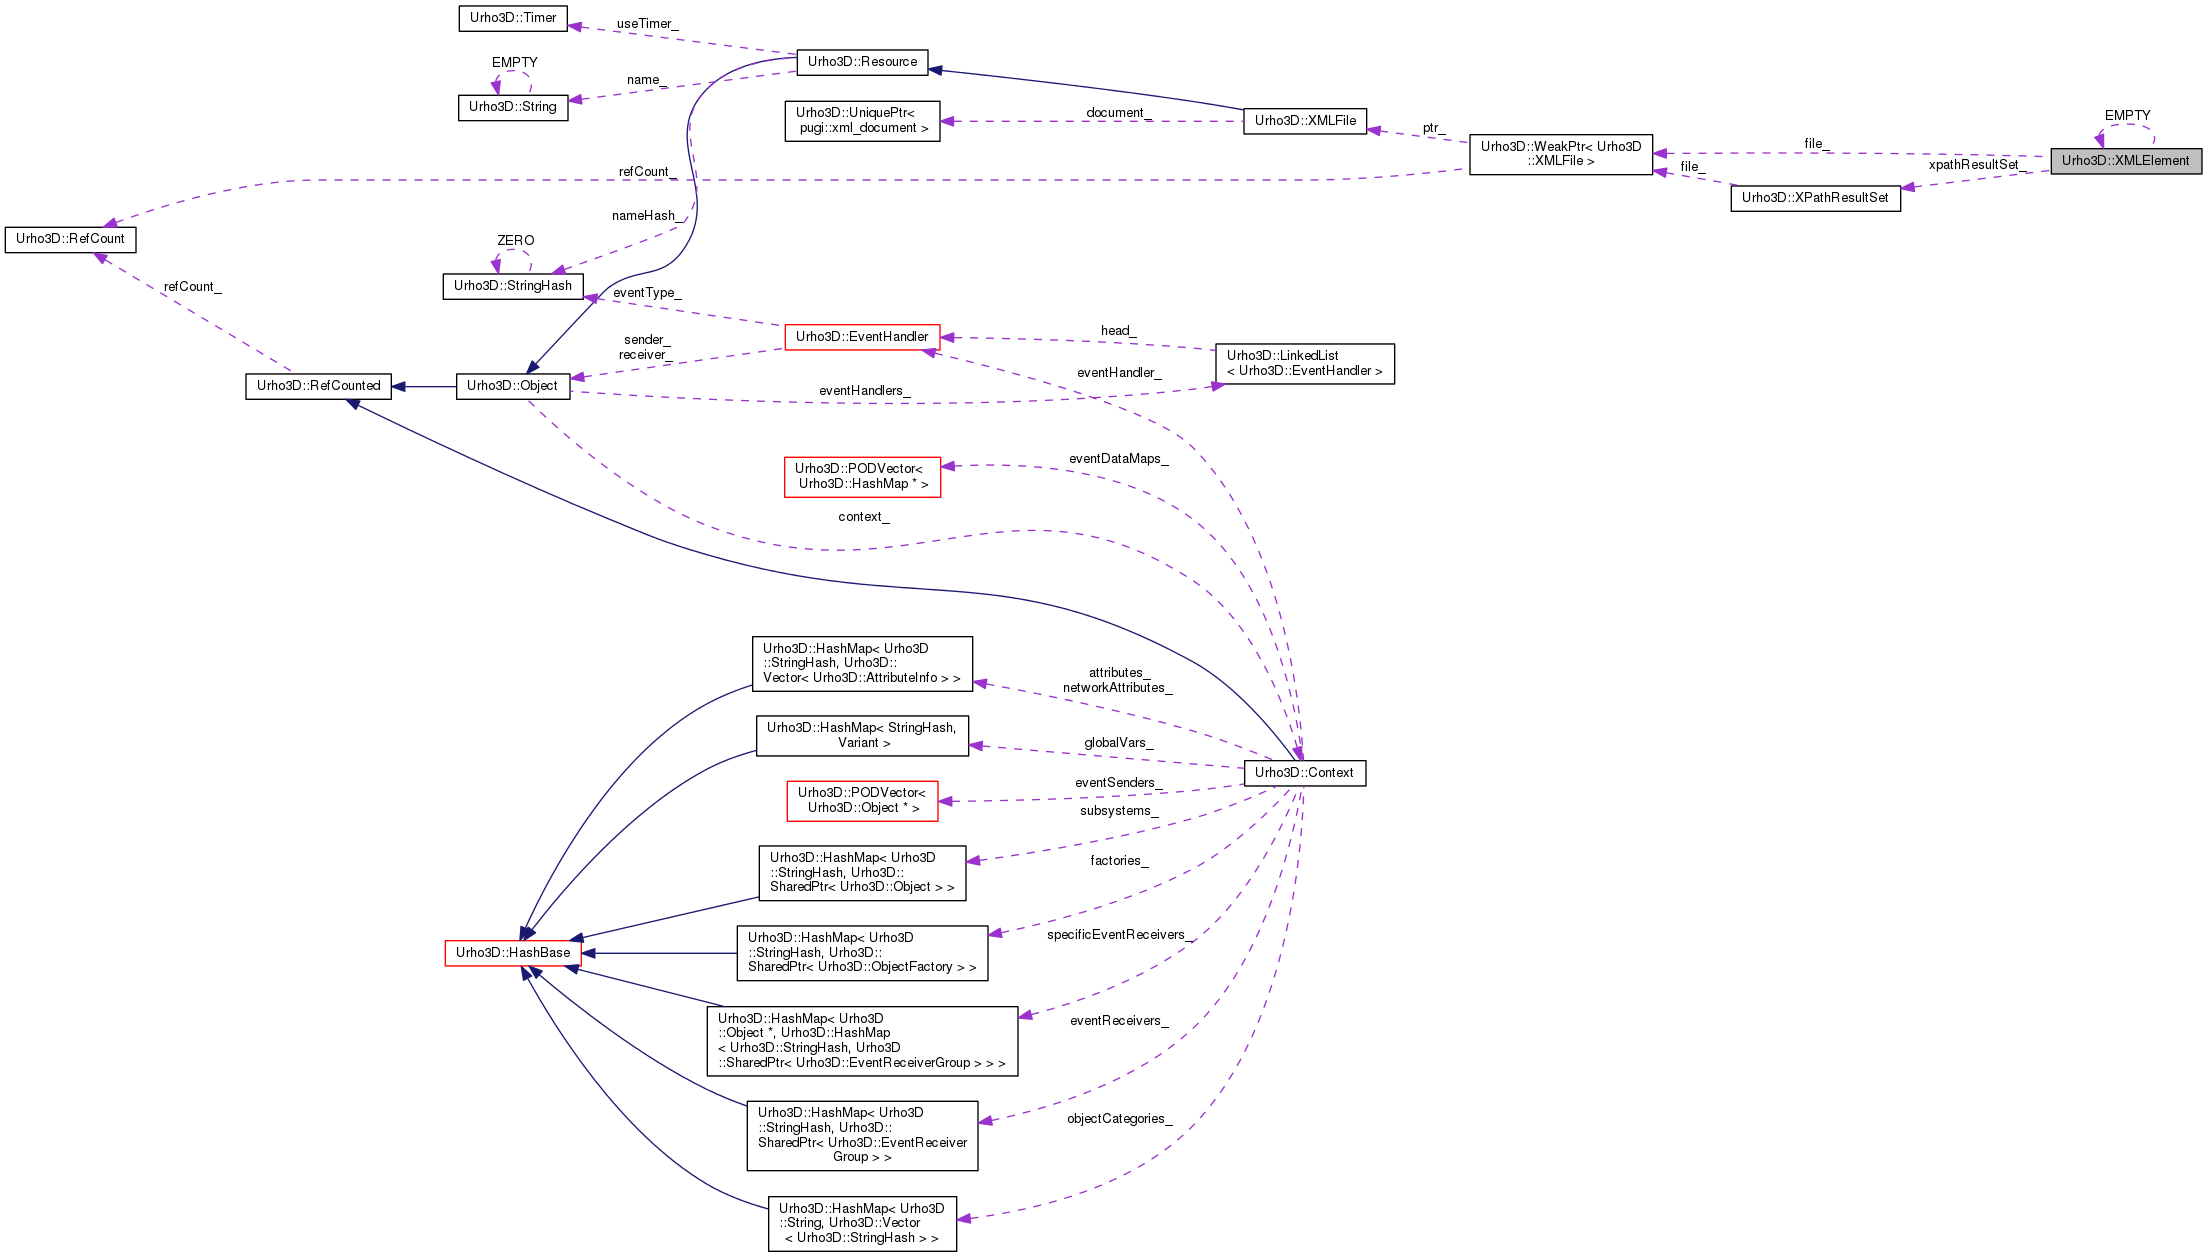 Urho3D::Timer
useTimer_
Urho3D::Resource
EMPTY
name_
Urho3D::String
Urho3D::UniquePtr<
pugi::xml_document >
document_
Urho3D::XMLFile
ptr_
Urho3D::WeakPtr< Urho3D
::XMLFile >
file_
EMPTY
Urho3D::XMLElement
xpathResultSet_
file_
Urho3D::XPathResultSet
refCount_
Urho3D::RefCount
nameHash_
ZERO
Urho3D::StringHash
refCount_
eventType_
Urho3D::EventHandler
head_
Urho3D::LinkedList
< Urho3D::EventHandler >
sender_
receiver_
Urho3D::RefCounted
Urho3D::Object
eventHandlers_
eventHandler_
Urho3D::PODVector<
Urho3D::HashMap * >
eventDataMaps_
context_
Urho3D::HashMap< Urho3D
::StringHash, Urho3D::
Vector< Urho3D::AttributeInfo > >
attributes_
networkAttributes_
Urho3D::HashMap< StringHash,
Variant >
globalVars_
Urho3D::Context
Urho3D::PODVector<
Urho3D::Object * >
eventSenders_
subsystems_
Urho3D::HashMap< Urho3D
::StringHash, Urho3D::
SharedPtr< Urho3D::Object > >
factories_
Urho3D::HashBase
Urho3D::HashMap< Urho3D
::StringHash, Urho3D::
SharedPtr< Urho3D::ObjectFactory > >
specificEventReceivers_
Urho3D::HashMap< Urho3D
::Object *, Urho3D::HashMap
< Urho3D::StringHash, Urho3D
::SharedPtr< Urho3D::EventReceiverGroup > > >
eventReceivers_
Urho3D::HashMap< Urho3D
::StringHash, Urho3D::
SharedPtr< Urho3D::EventReceiver
Group > >
objectCategories_
Urho3D::HashMap< Urho3D
::String, Urho3D::Vector
< Urho3D::StringHash > >